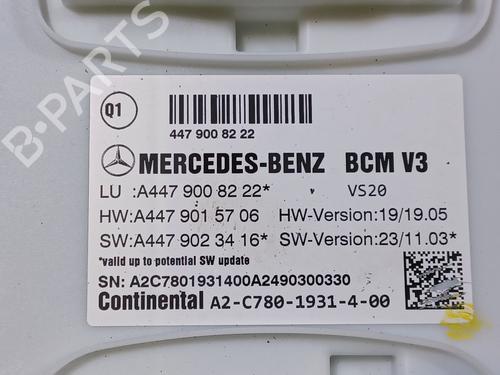 B-PARTS
Q1
447 900 82 22
MERCEDES-BENZ BCM V3
LU :A447 900 82 22* VS20
HW:A447 901 57 06 HW-Version:19/19.05
SW:A447 902 34 16* SW-Version:23/11.03*
*valid up to potential SW update
SN: A2C7801931400A2490300330
Continental A2-C780-1931-4-00